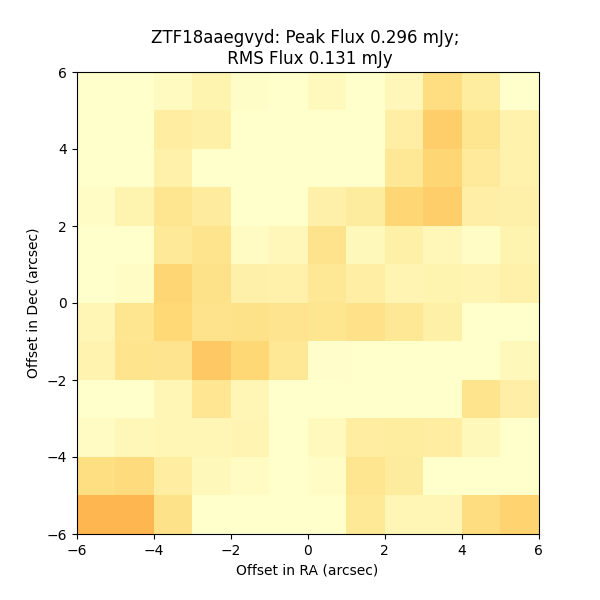 ZTF18aaegvyd: Peak Flux 0.296 mJy;
RMS Flux 0.131 mJy
6
4
2
0
−2
−4
−6
Offset in Dec (arcsec)
−6 −4 −2 0 2 4 6
Offset in RA (arcsec)